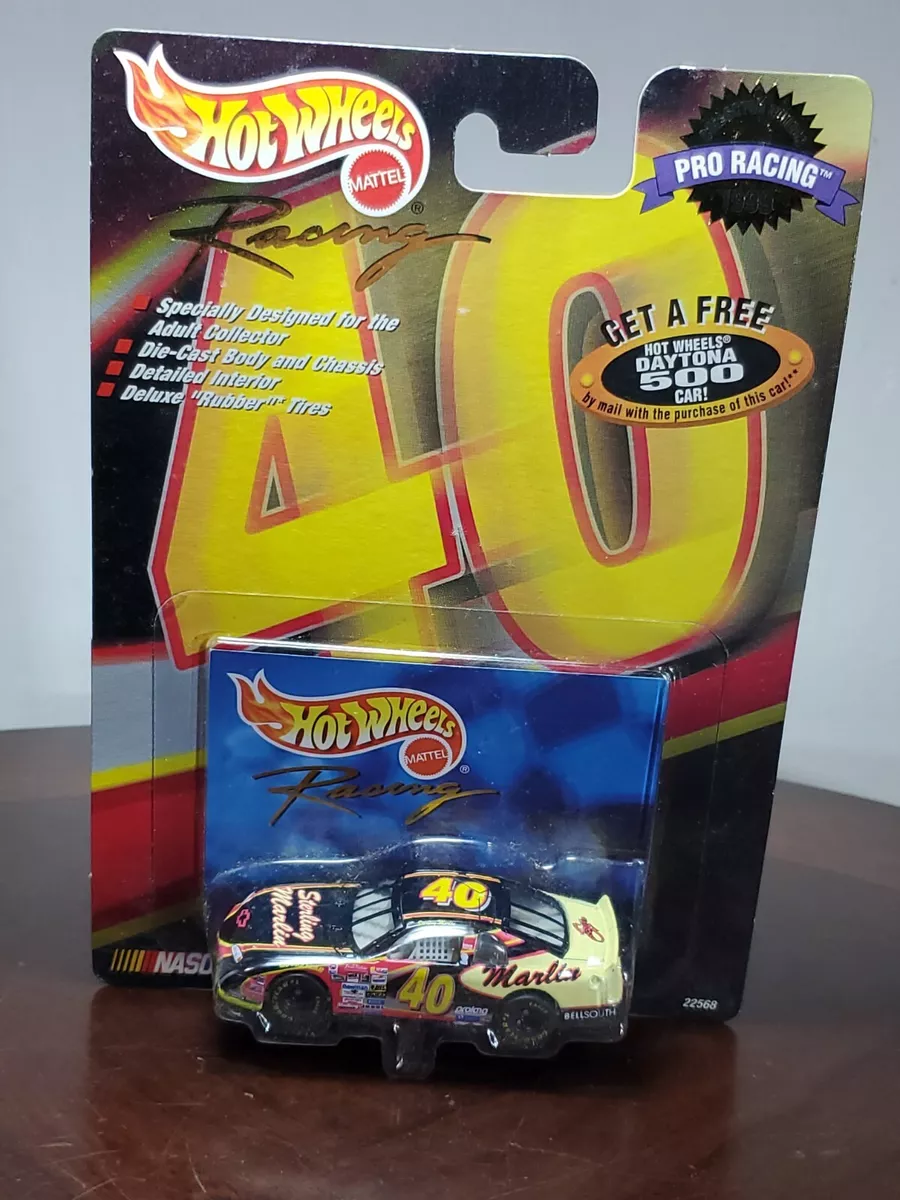 HOT WHEELS
MATTEL
Racing®
PRO RACING™
Specially Designed for the
Adult Collector
Die-Cast Body and Chassis
Detailed Interior
Deluxe "Rubber"* Tires
GET A FREE
HOT WHEELS®
DAYTONA
500
CAR!
by mail with the purchase of this car!**
40
HOT WHEELS
MATTEL
Racing®
40
Sterling
Marlin
40
Marlin
BELLSOUTH
NASC
22568